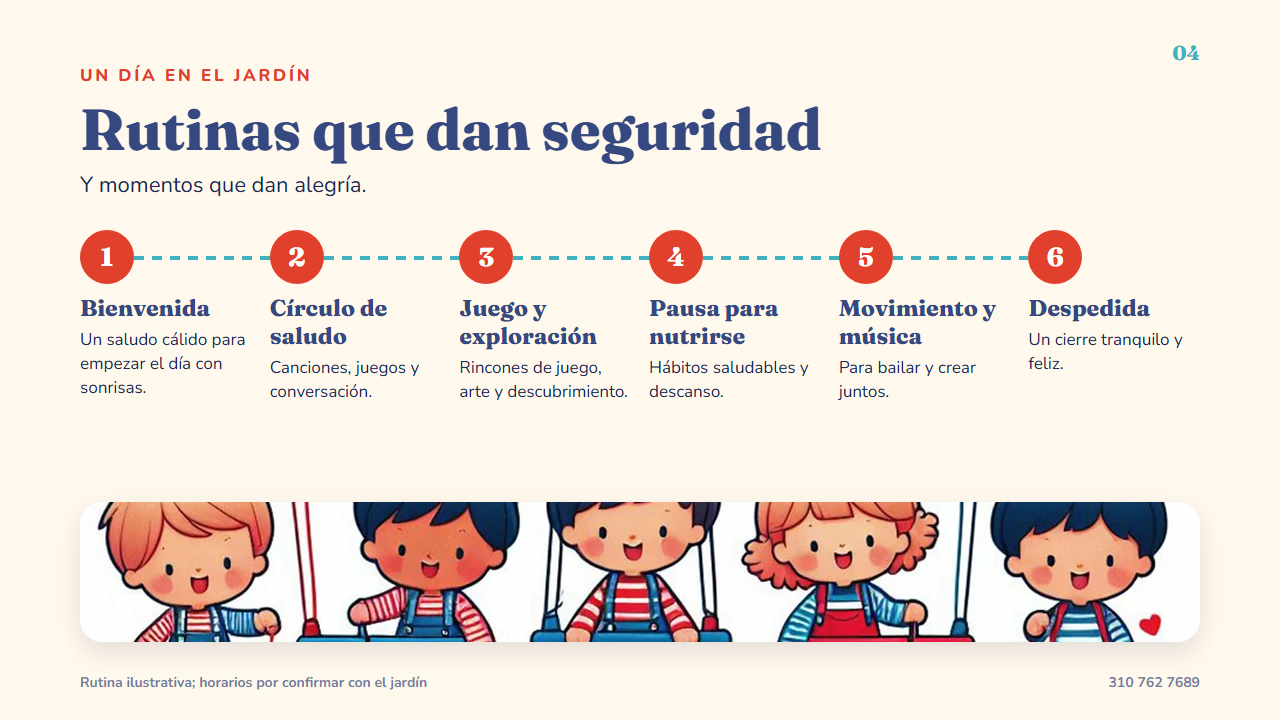 04
UN DÍA EN EL JARDÍN
Rutinas que dan seguridad
Y momentos que dan alegría.
1
Bienvenida
Un saludo cálido para
empezar el día con
sonrisas.
2
Círculo de
saludo
Canciones, juegos y
conversación.
3
Juego y
exploración
Rincones de juego,
arte y descubrimiento.
4
Pausa para
nutrirse
Hábitos saludables y
descanso.
5
Movimiento y
música
Para bailar y crear
juntos.
6
Despedida
Un cierre tranquilo y
feliz.
Rutina ilustrativa; horarios por confirmar con el jardín
310 762 7689